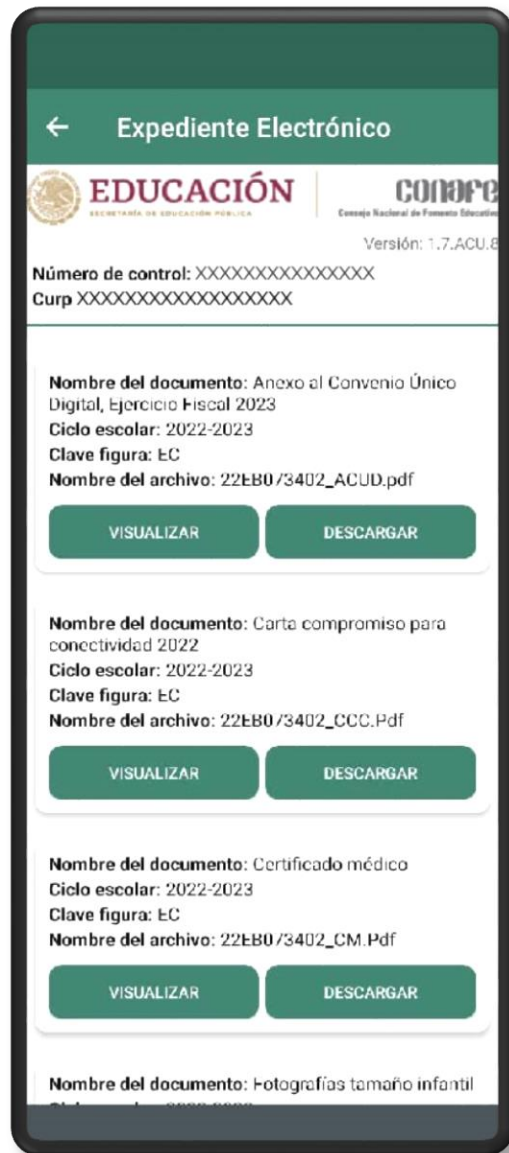 ← Expediente Electrónico
EDUCACIÓN
SECRETARÍA DE EDUCACIÓN PÚBLICA
CONAFE
Consejo Nacional de Fomento Educativo
Versión: 1.7.ACU.8
Número de control: XXXXXXXXXXXXXXX
Curp XXXXXXXXXXXXXXXXXX
Nombre del documento: Anexo al Convenio Único
Digital, Ejercicio Fiscal 2023
Ciclo escolar: 2022-2023
Clave figura: EC
Nombre del archivo: 22EB073402_ACUD.pdf
VISUALIZAR DESCARGAR
Nombre del documento: Carta compromiso para
conectividad 2022
Ciclo escolar: 2022-2023
Clave figura: EC
Nombre del archivo: 22EB073402_CCC.Pdf
VISUALIZAR DESCARGAR
Nombre del documento: Certificado médico
Ciclo escolar: 2022-2023
Clave figura: EC
Nombre del archivo: 22EB073402_CM.Pdf
VISUALIZAR DESCARGAR
Nombre del documento: Fotografías tamaño infantil